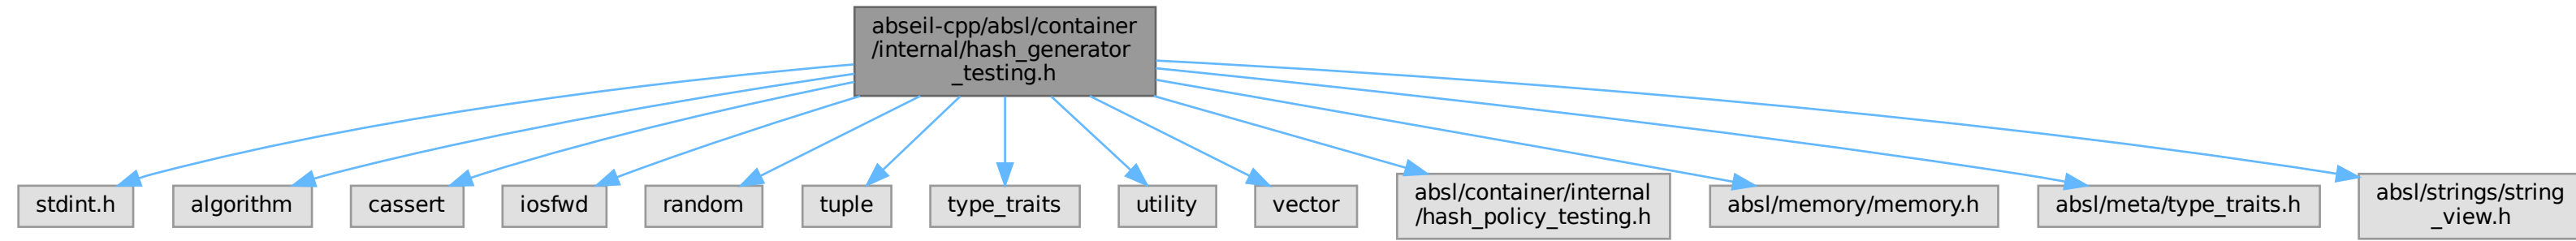 abseil-cpp/absl/container
/internal/hash_generator
_testing.h
stdint.h
algorithm
cassert
iosfwd
random
tuple
type_traits
utility
vector
absl/container/internal
/hash_policy_testing.h
absl/memory/memory.h
absl/meta/type_traits.h
absl/strings/string
_view.h